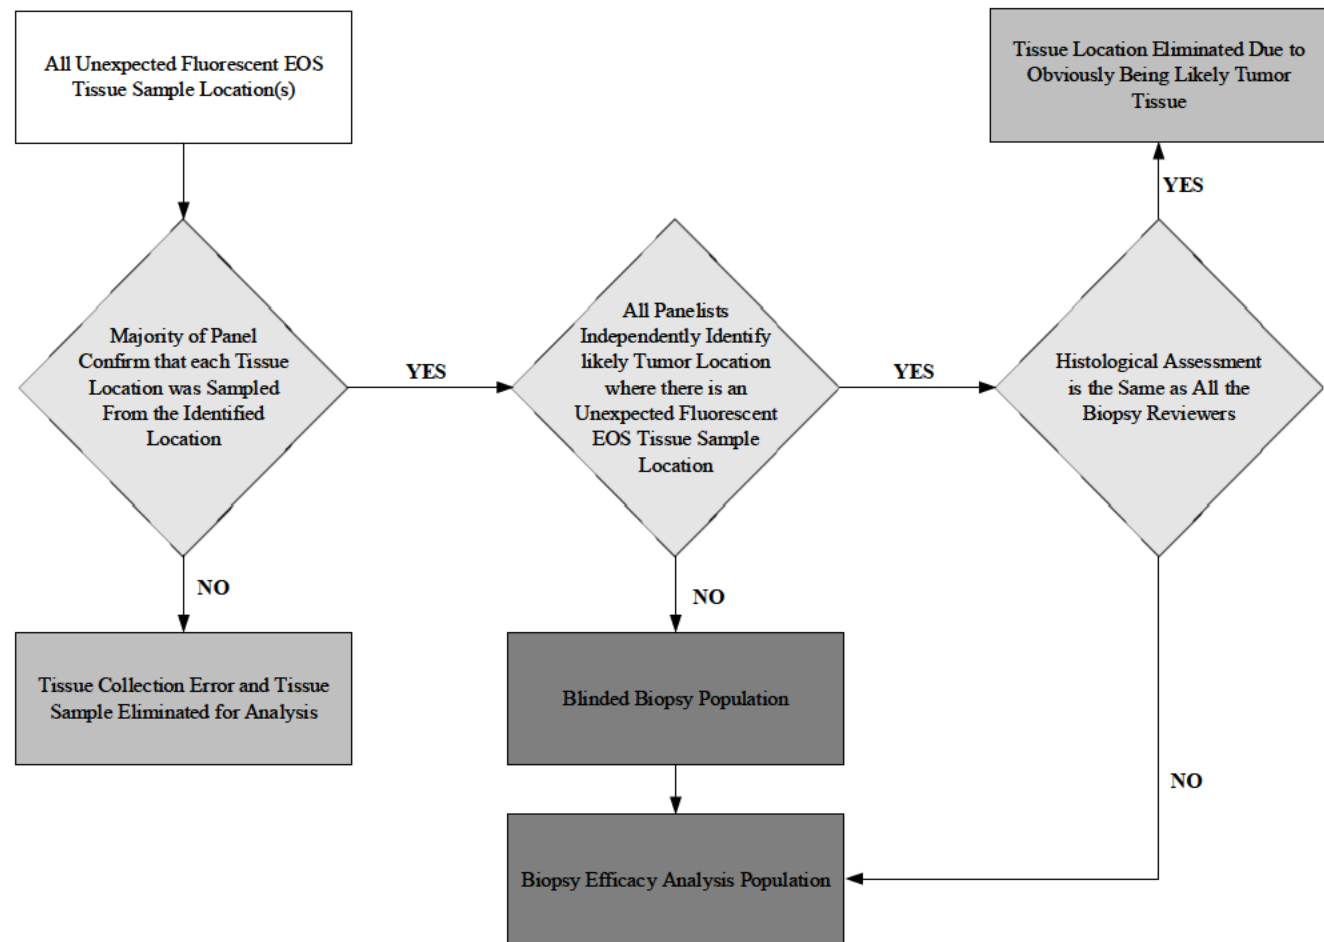 All Unexpected Fluorescent EOS
Tissue Sample Location(s)
Tissue Location Eliminated Due to
Obviously Being Likely Tumor
Tissue
YES
Majority of Panel
Confirm that each Tissue
Location was Sampled
From the Identified
Location
YES
All Panelists
Independently Identify
likely Tumor Location
where there is an
Unexpected Fluorescent
EOS Tissue Sample
Location
YES
Histological Assessment
is the Same as All the
Biopsy Reviewers
NO
NO
Tissue Collection Error and Tissue
Sample Eliminated for Analysis
Blinded Biopsy Population
NO
Biopsy Efficacy Analysis Population